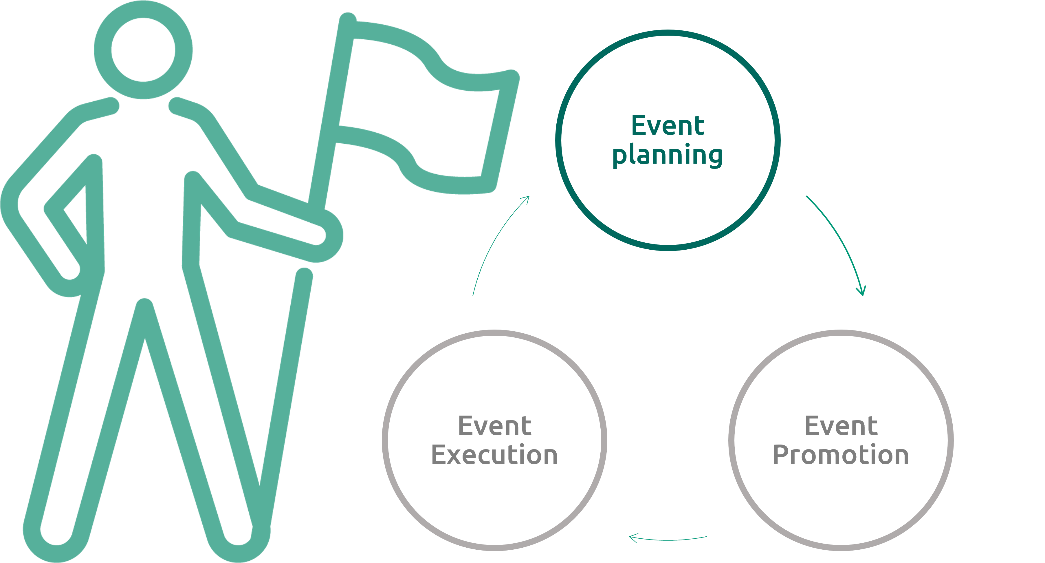 Event
planning
Event
Execution
Event
Promotion